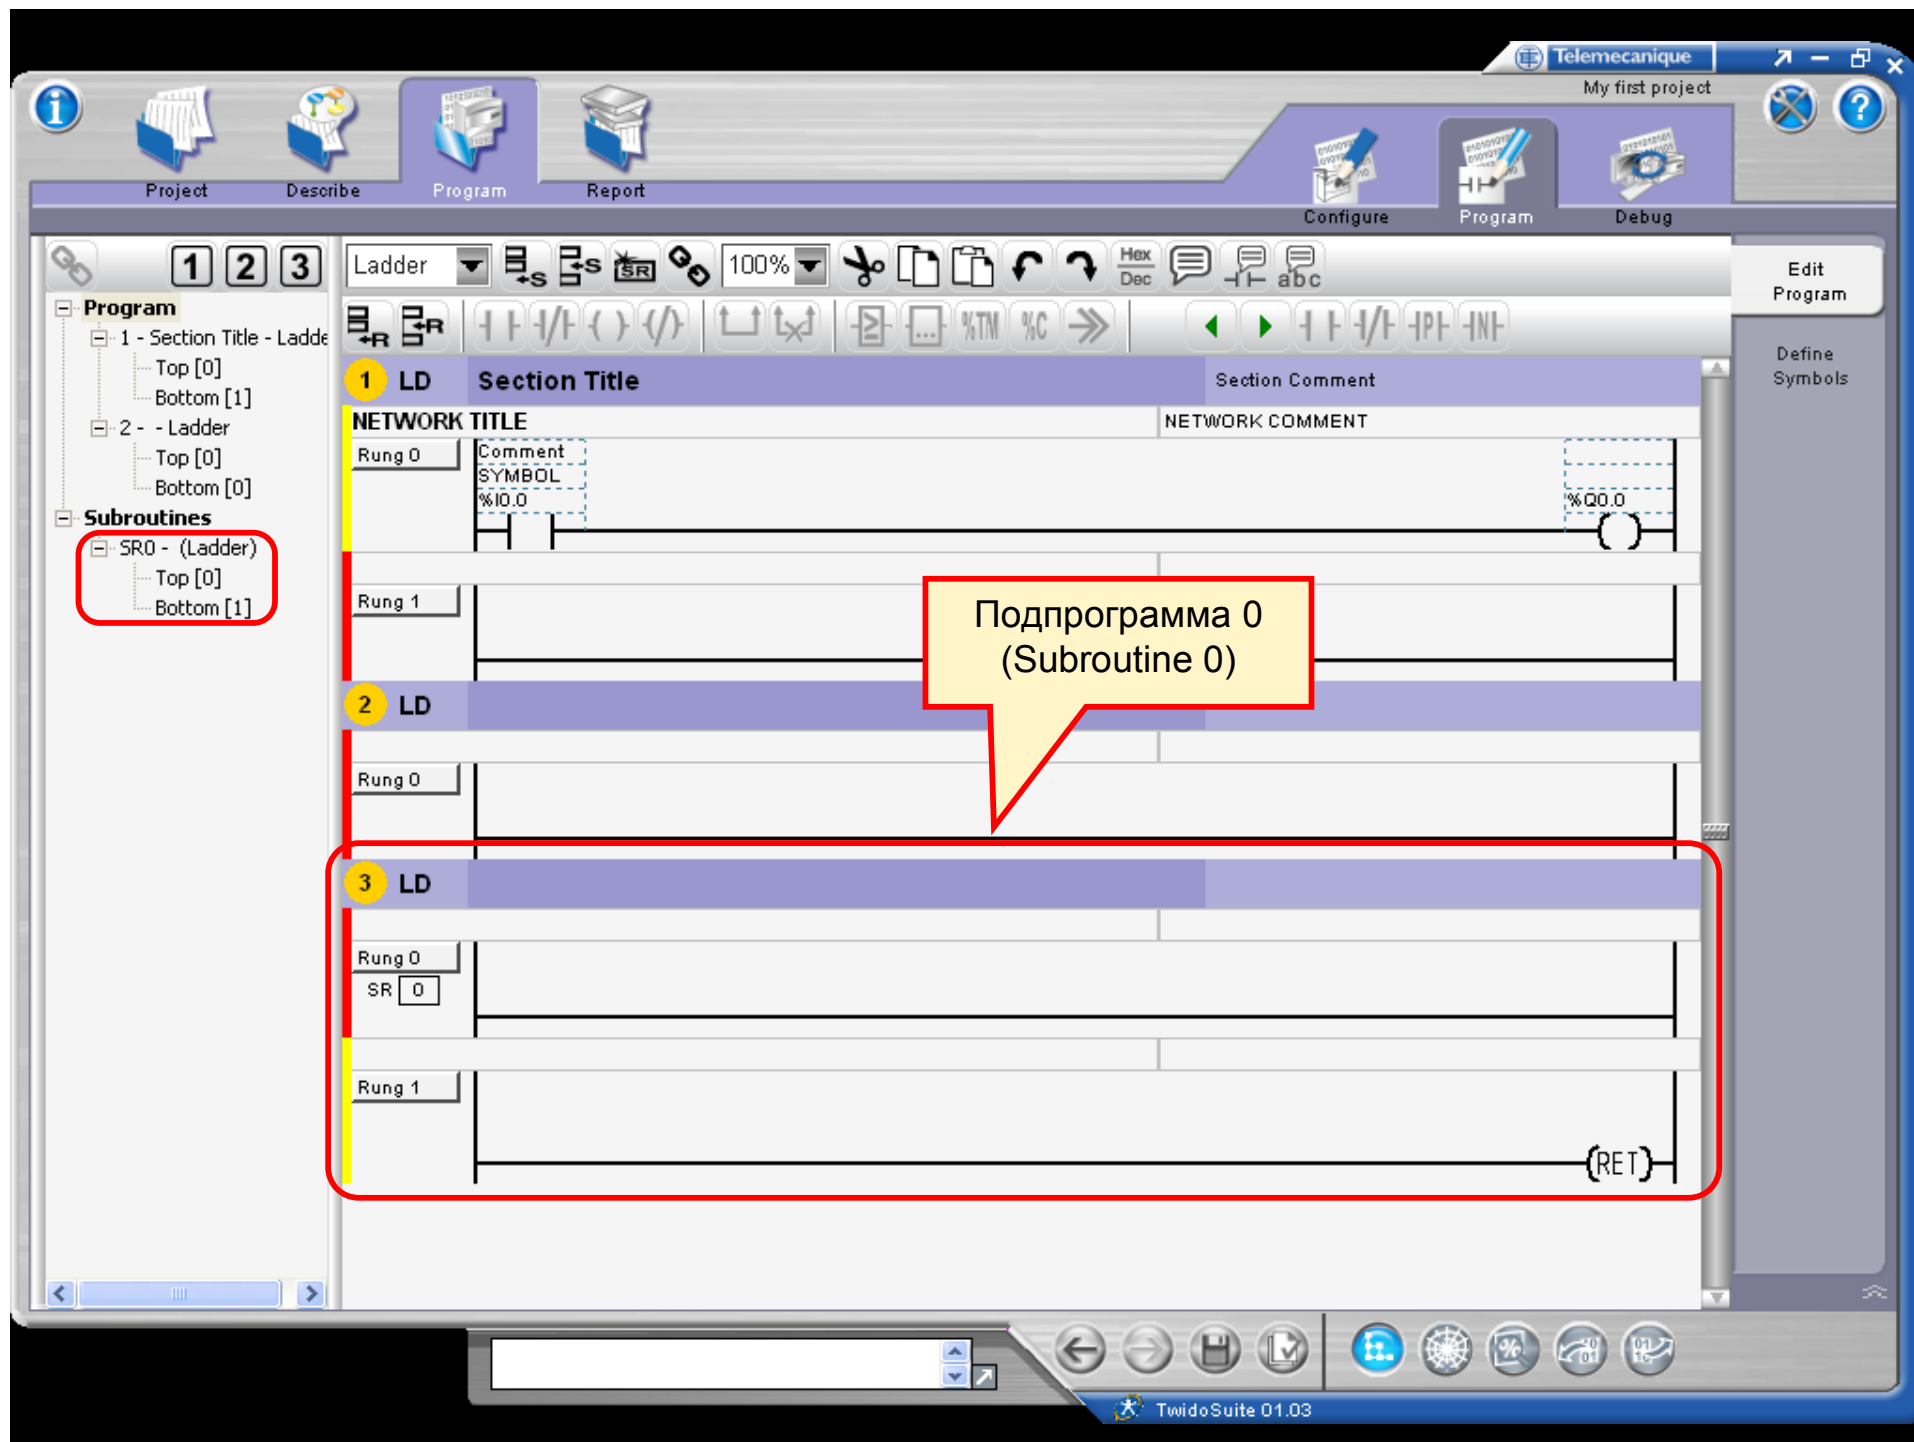 Telemecanique
My first project
Project
Describe
Program
Report
Configure
Program
Debug
1 2 3
Ladder
S
S
SR
100%
Hex
Dec
abc
Edit
Program
Define
Symbols
R
R
%TM
%C
P
N
Program
1 - Section Title - Ladde
Top [0]
Bottom [1]
2 - - Ladder
Top [0]
Bottom [0]
Subroutines
SR0 - (Ladder)
Top [0]
Bottom [1]
1 LD Section Title Section Comment
NETWORK TITLE NETWORK COMMENT
Rung 0
Comment
SYMBOL
%I0.0
%Q0.0
Rung 1
Подпрограмма 0
(Subroutine 0)
2 LD
Rung 0
3 LD
Rung 0
SR 0
Rung 1
(RET)
TwidoSuite 01.03